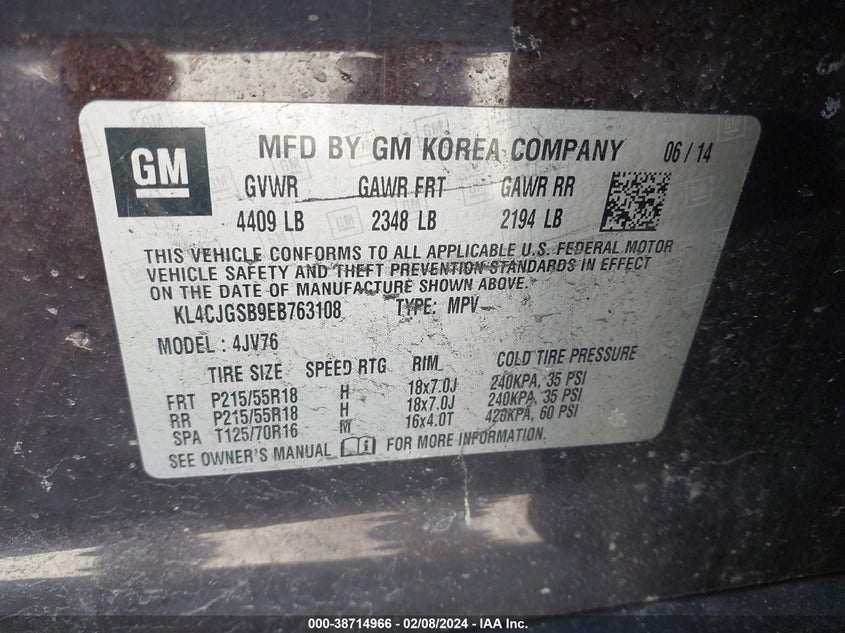 GM
MFD BY GM KOREA COMPANY 06 / 14
GVWR GAWR FRT GAWR RR
4409 LB 2348 LB 2194 LB
THIS VEHICLE CONFORMS TO ALL APPLICABLE U.S. FEDERAL MOTOR
VEHICLE SAFETY AND THEFT PREVENTION STANDARDS IN EFFECT
ON THE DATE OF MANUFACTURE SHOWN ABOVE.
KL4CJGSB9EB763108 TYPE: MPV
MODEL : 4JV76
TIRE SIZE SPEED RTG RIM COLD TIRE PRESSURE
FRT P215/55R18 H 18x7.0J 240KPA, 35 PSI
RR P215/55R18 H 18x7.0J 240KPA, 35 PSI
SPA T125/70R16 M 16x4.0T 420KPA, 60 PSI
SEE OWNER'S MANUAL FOR MORE INFORMATION.
000-38714966 - 02/08/2024 - IAA Inc.